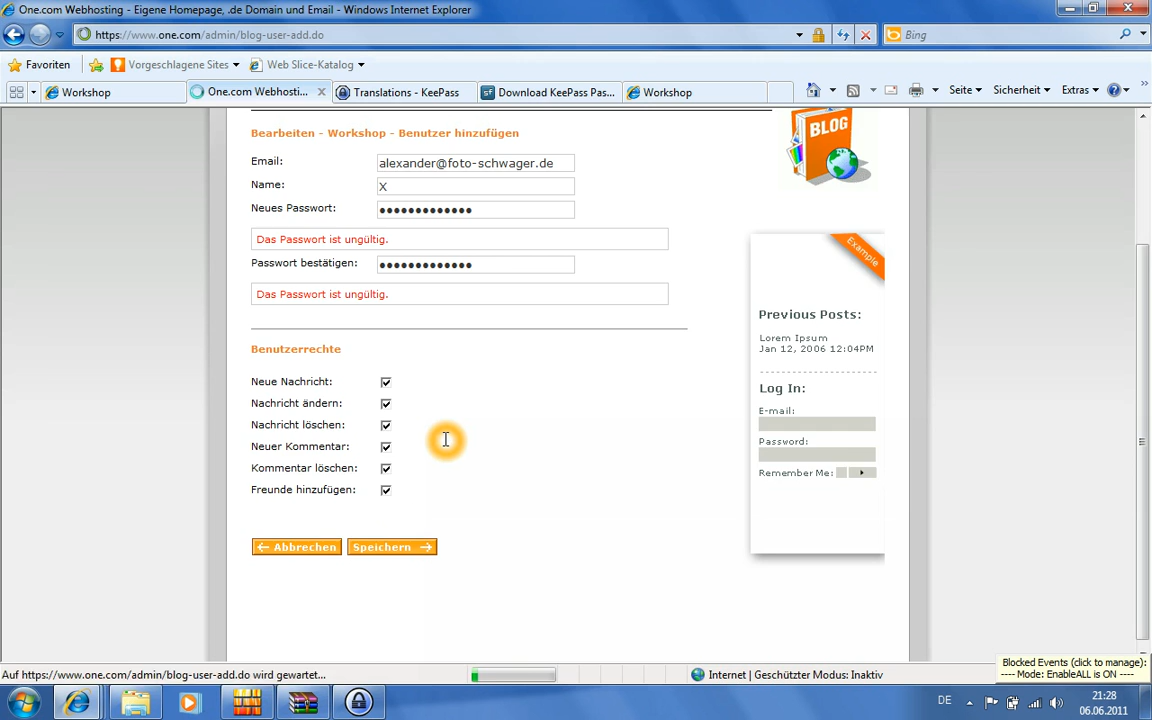 One.com Webhosting - Eigene Homepage, .de Domain und Email - Windows Internet Explorer
https://www.one.com/admin/blog-user-add.do
Bing
Favoriten
Vorgeschlagene Sites
Web Slice-Katalog
Workshop
One.com Webhosti...
Translations - KeePass
Download KeePass Pas...
Workshop
Seite
Sicherheit
Extras
Bearbeiten - Workshop - Benutzer hinzufügen
BLOG
Email:
alexander@foto-schwager.de
Name:
X
Neues Passwort:
•••••••••••••
Das Passwort ist ungültig.
Passwort bestätigen:
•••••••••••••
Das Passwort ist ungültig.
Example
Previous Posts:
Lorem Ipsum
Jan 12, 2006 12:04PM
Log In:
E-mail:
Password:
Remember Me:
Benutzerrechte
Neue Nachricht:
Nachricht ändern:
Nachricht löschen:
Neuer Kommentar:
Kommentar löschen:
Freunde hinzufügen:
Abbrechen
Speichern
Auf https://www.one.com/admin/blog-user-add.do wird gewartet...
Internet | Geschützter Modus: Inaktiv
Blocked Events (click to manage):
---- Mode: EnableALL is ON ----
DE
21:28
06.06.2011